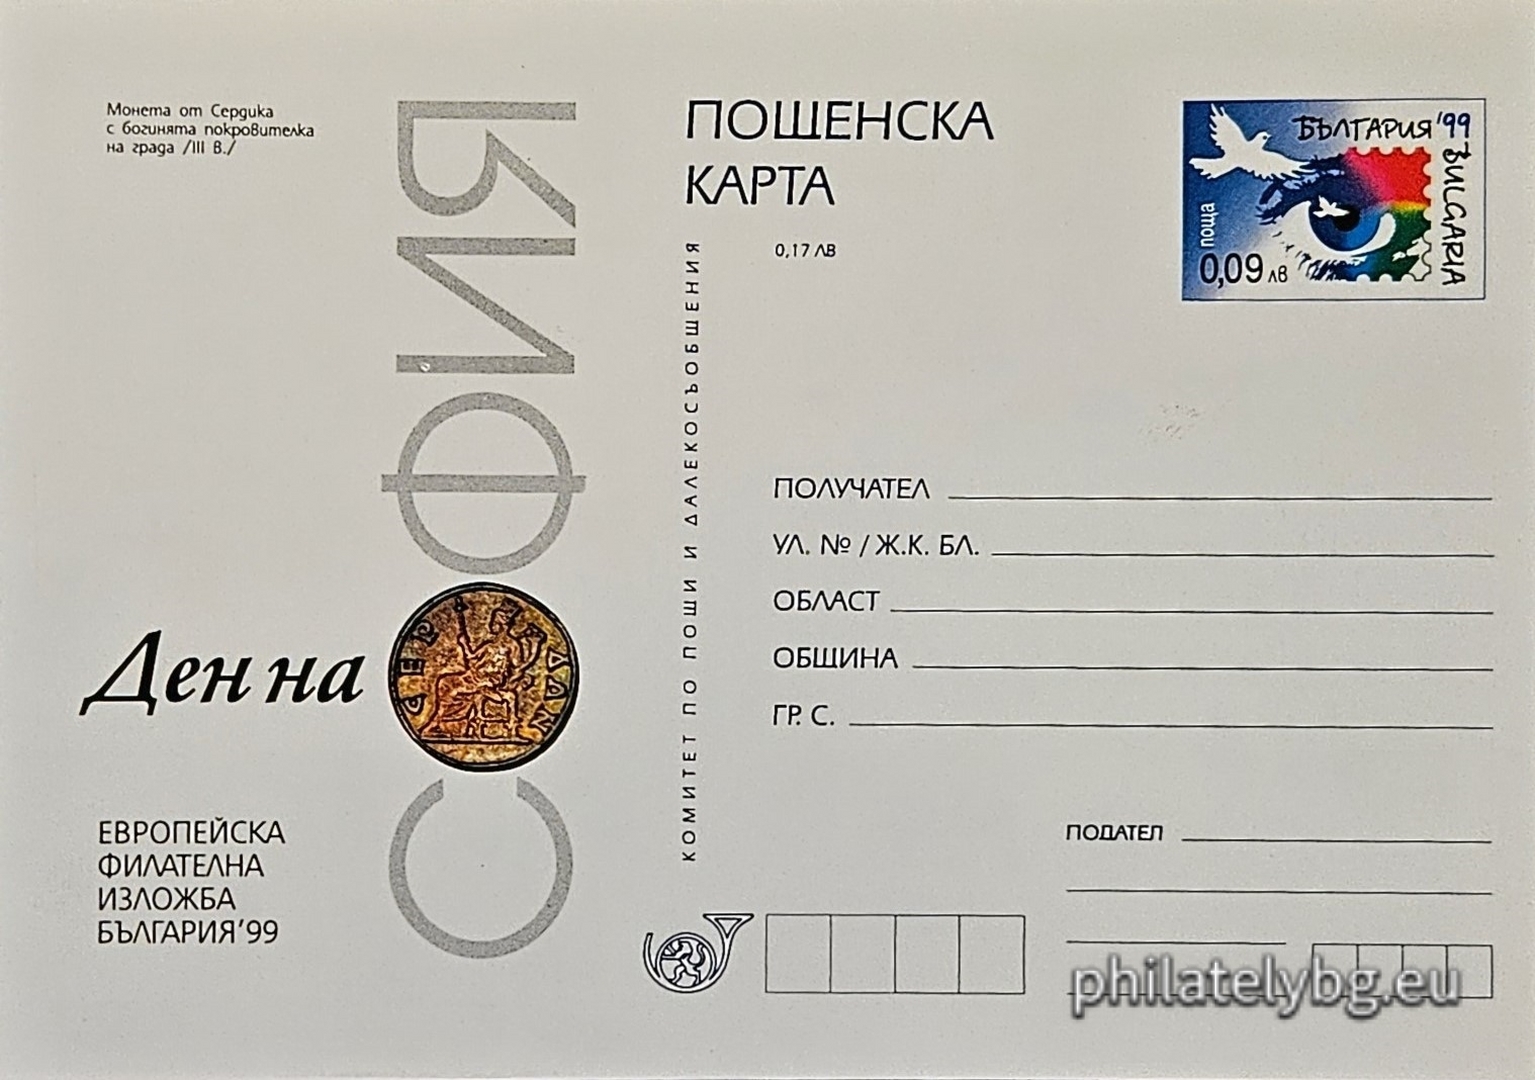 Монета от Сердика
с богинята покровителка
на града /III В./
СОФИЯ
Ден на
ЕВРОПЕЙСКА
ФИЛАТЕЛНА
ИЗЛОЖБА
БЪЛГАРИЯ'99
КОМИТЕТ ПО ПОЩИ И ДАЛЕКОСЪОБЩЕНИЯ
ПОЩЕНСКА
КАРТА
0,17 ЛВ
БЪЛГАРИЯ'99
BULGARIA
поща
0,09 лв
ПОЛУЧАТЕЛ
УЛ. № / Ж.К. БЛ.
ОБЛАСТ
ОБЩИНА
ГР. С.
ПОДАТЕЛ
philatelybg.eu